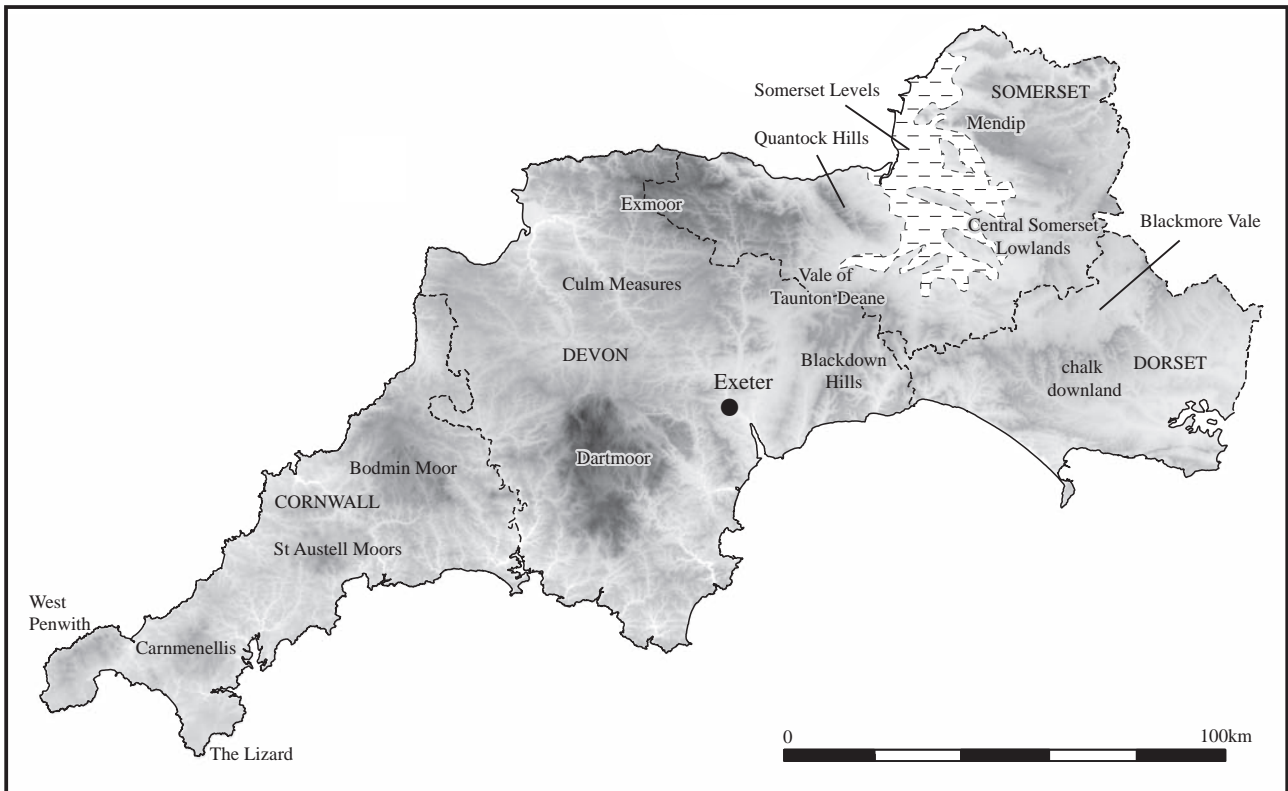 Somerset Levels
SOMERSET
Mendip
Quantock Hills
Exmoor
Central Somerset
Lowlands
Blackmore Vale
Culm Measures
Vale of
Taunton Deane
DEVON
Blackdown
Hills
chalk
downland
DORSET
Exeter
Dartmoor
Bodmin Moor
CORNWALL
St Austell Moors
West
Penwith
Carnmenellis
The Lizard
0
100km